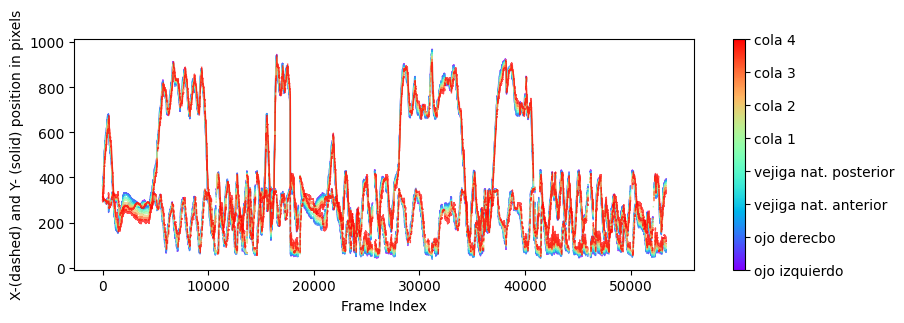 X-(dashed) and Y- (solid) position in pixels
1000
800
600
400
200
0
0
10000
20000
30000
40000
50000
Frame Index
cola 4
cola 3
cola 2
cola 1
vejiga nat. posterior
vejiga nat. anterior
ojo derecbo
ojo izquierdo